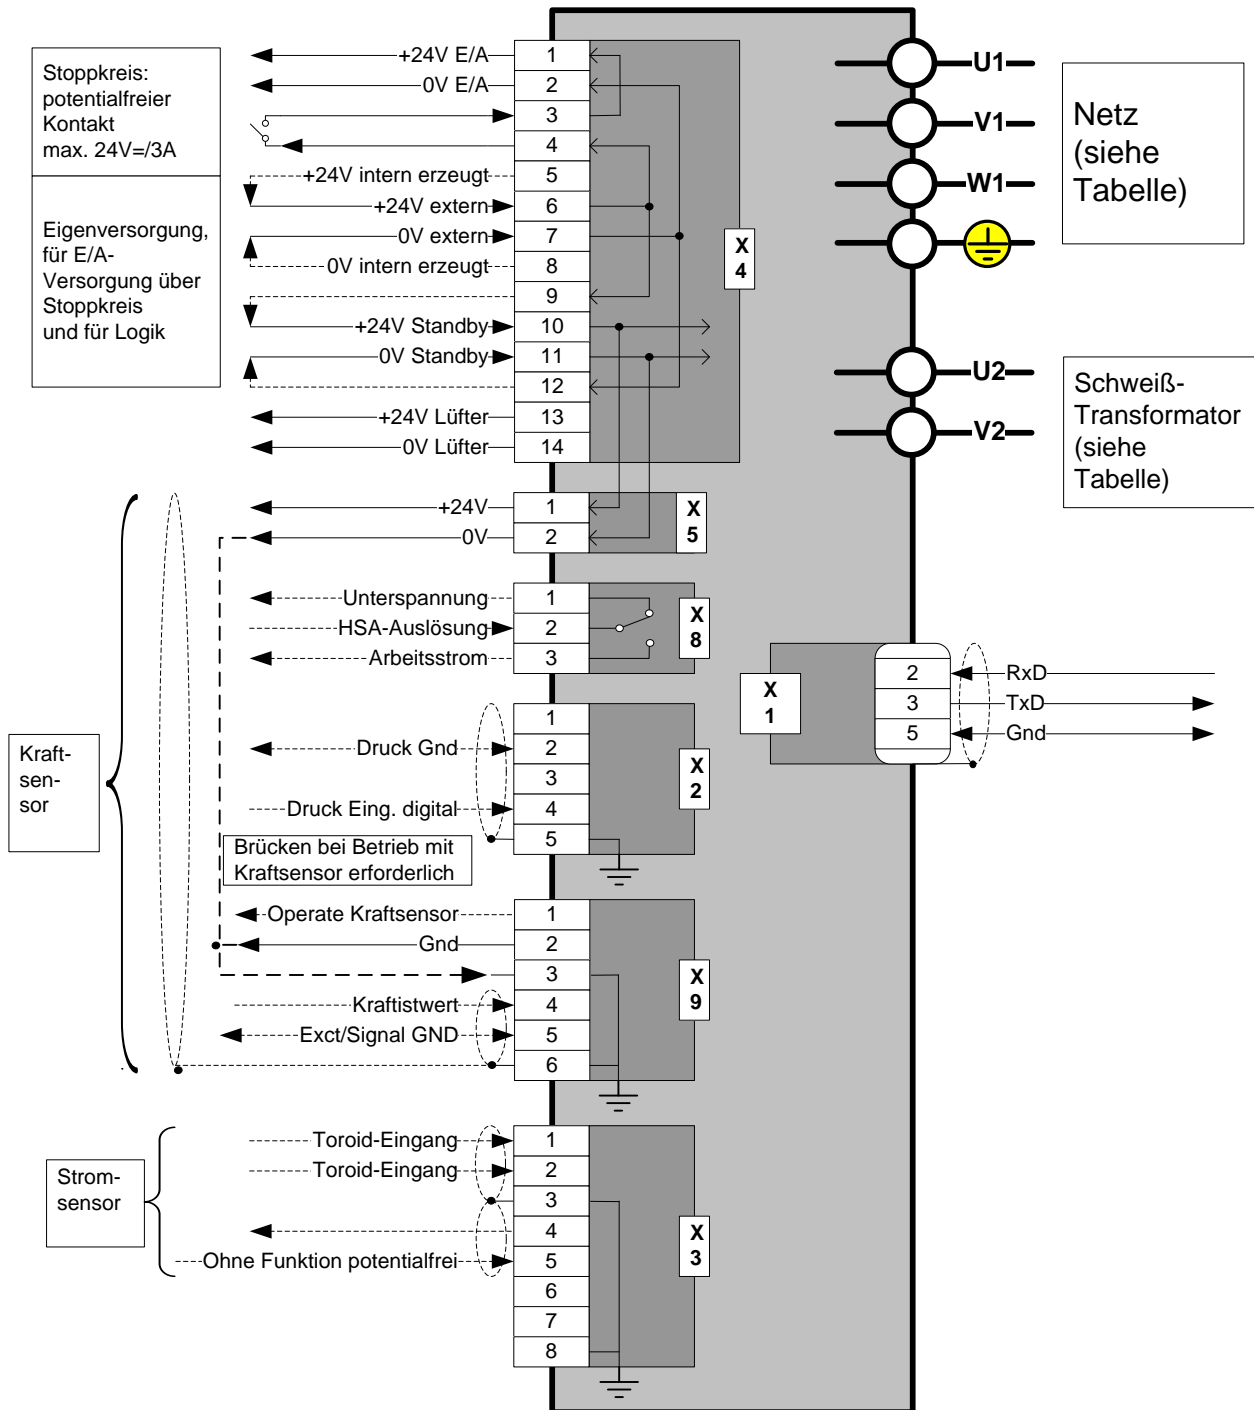 Stoppkreis:
potentialfreier
Kontakt
max. 24V=/3A
Eigenversorgung,
für E/A-
Versorgung über
Stoppkreis
und für Logik
+24V E/A
1
0V E/A
2
3
4
+24V intern erzeugt
5
+24V extern
6
0V extern
7
0V intern erzeugt
8
9
+24V Standby
10
0V Standby
11
12
+24V Lüfter
13
0V Lüfter
14
X
4
+24V
1
0V
2
X
5
Unterspannung
1
HSA-Auslösung
2
Arbeitsstrom
3
X
8
1
Druck Gnd
2
3
Druck Eing. digital
4
5
X
2
Brücken bei Betrieb mit
Kraftsensor erforderlich
Kraft-
sen-
sor
Operate Kraftsensor
1
Gnd
2
3
Kraftistwert
4
Exct/Signal GND
5
6
X
9
Strom-
sensor
Toroid-Eingang
1
Toroid-Eingang
2
3
4
Ohne Funktion potentialfrei
5
6
7
8
X
3
U1
V1
W1
Netz
(siehe
Tabelle)
U2
V2
Schweiß-
Transformator
(siehe
Tabelle)
X
1
2
RxD
3
TxD
5
Gnd